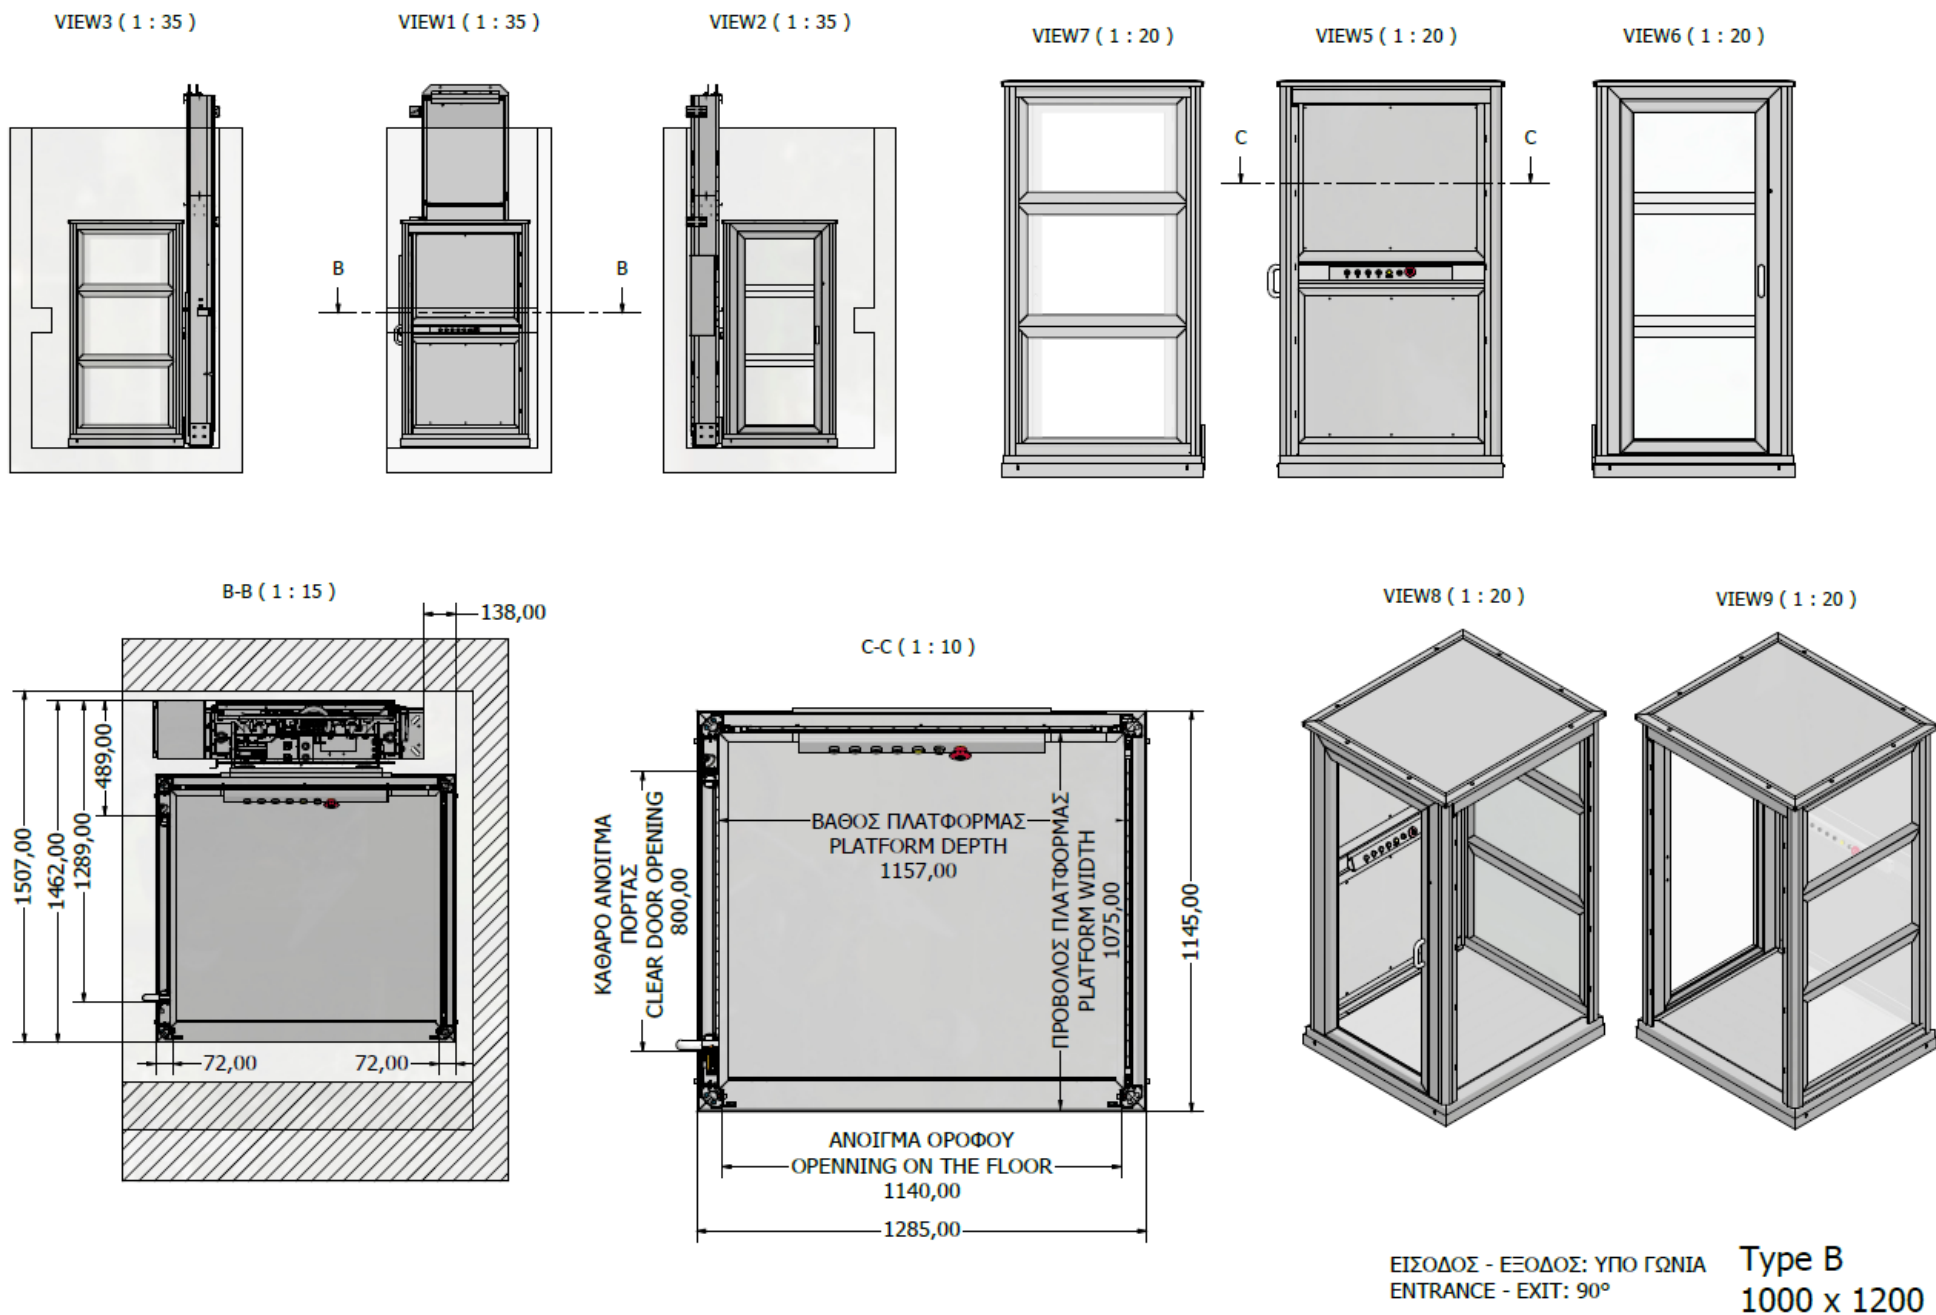 VIEW3 ( 1 : 35 )
VIEW1 ( 1 : 35 )
VIEW2 ( 1 : 35 )
VIEW7 ( 1 : 20 )
VIEW5 ( 1 : 20 )
VIEW6 ( 1 : 20 )
C
C
B
B
B-B ( 1 : 15 )
138,00
1507,00
1462,00
1289,00
489,00
72,00
72,00
C-C ( 1 : 10 )
ΚΑΘΑΡΟ ΑΝΟΙΓΜΑ
ΠΟΡΤΑΣ
CLEAR DOOR OPENING
800,00
ΒΑΘΟΣ ΠΛΑΤΦΟΡΜΑΣ
PLATFORM DEPTH
1157,00
ΠΡΟΒΟΛΟΣ ΠΛΑΤΦΟΡΜΑΣ
PLATFORM WIDTH
1075,00
1145,00
ΑΝΟΙΓΜΑ ΟΡΟΦΟΥ
OPENNING ON THE FLOOR
1140,00
1285,00
VIEW8 ( 1 : 20 )
VIEW9 ( 1 : 20 )
ΕΙΣΟΔΟΣ - ΕΞΟΔΟΣ: ΥΠΟ ΓΩΝΙΑ
ENTRANCE - EXIT: 90°
Type B
1000 x 1200